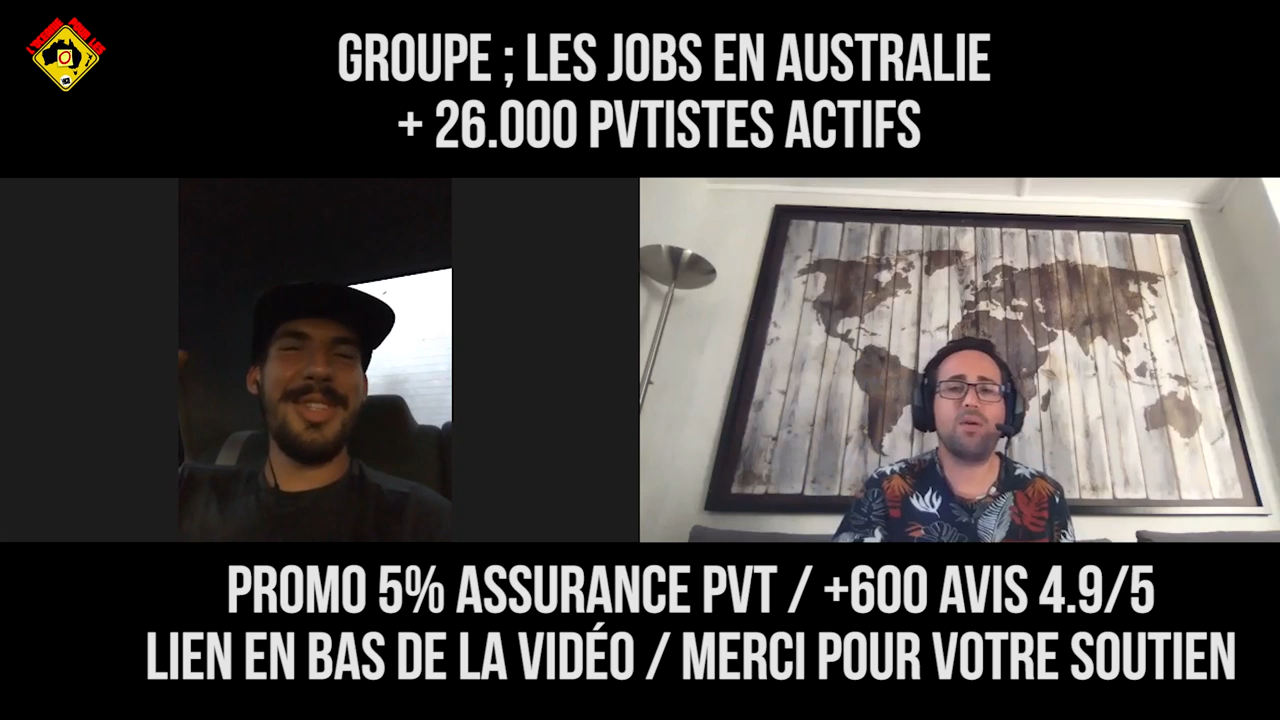 GROUPE ; LES JOBS EN AUSTRALIE
+ 26.000 PVTISTES ACTIFS
PROMO 5% ASSURANCE PVT / +600 AVIS 4.9/5
LIEN EN BAS DE LA VIDÉO / MERCI POUR VOTRE SOUTIEN